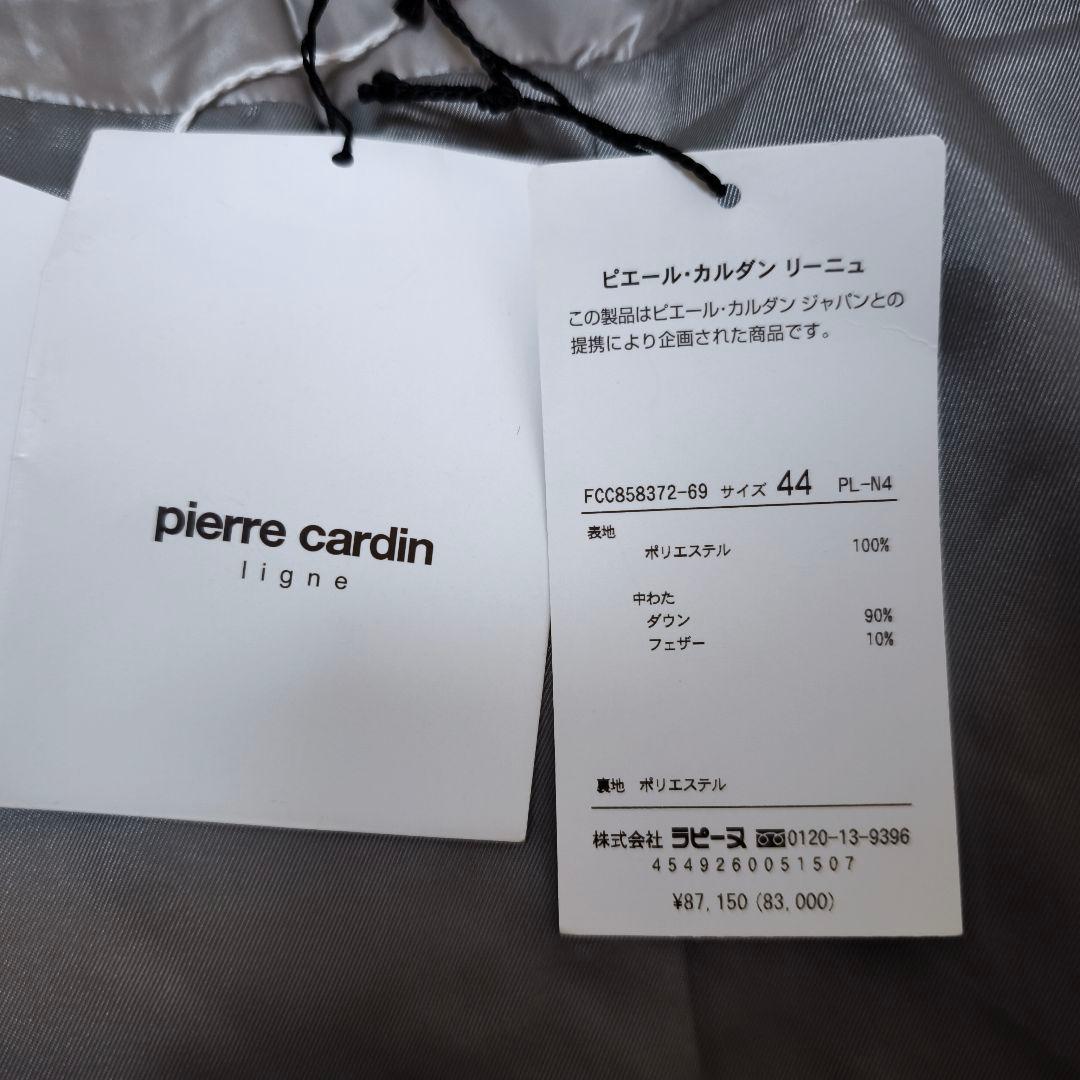 pierre cardin
ligne
ピエール・カルダン リーニュ
この製品はピエール・カルダン ジャパンとの
提携により企画された商品です。
FCC858372-69 サイズ 44 PL-N4
表地
ポリエステル 100%
中わた
ダウン 90%
フェザー 10%
裏地 ポリエステル
株式会社 ラピーヌ 0120-13-9396
4549260051507
¥87,150 (83,000)